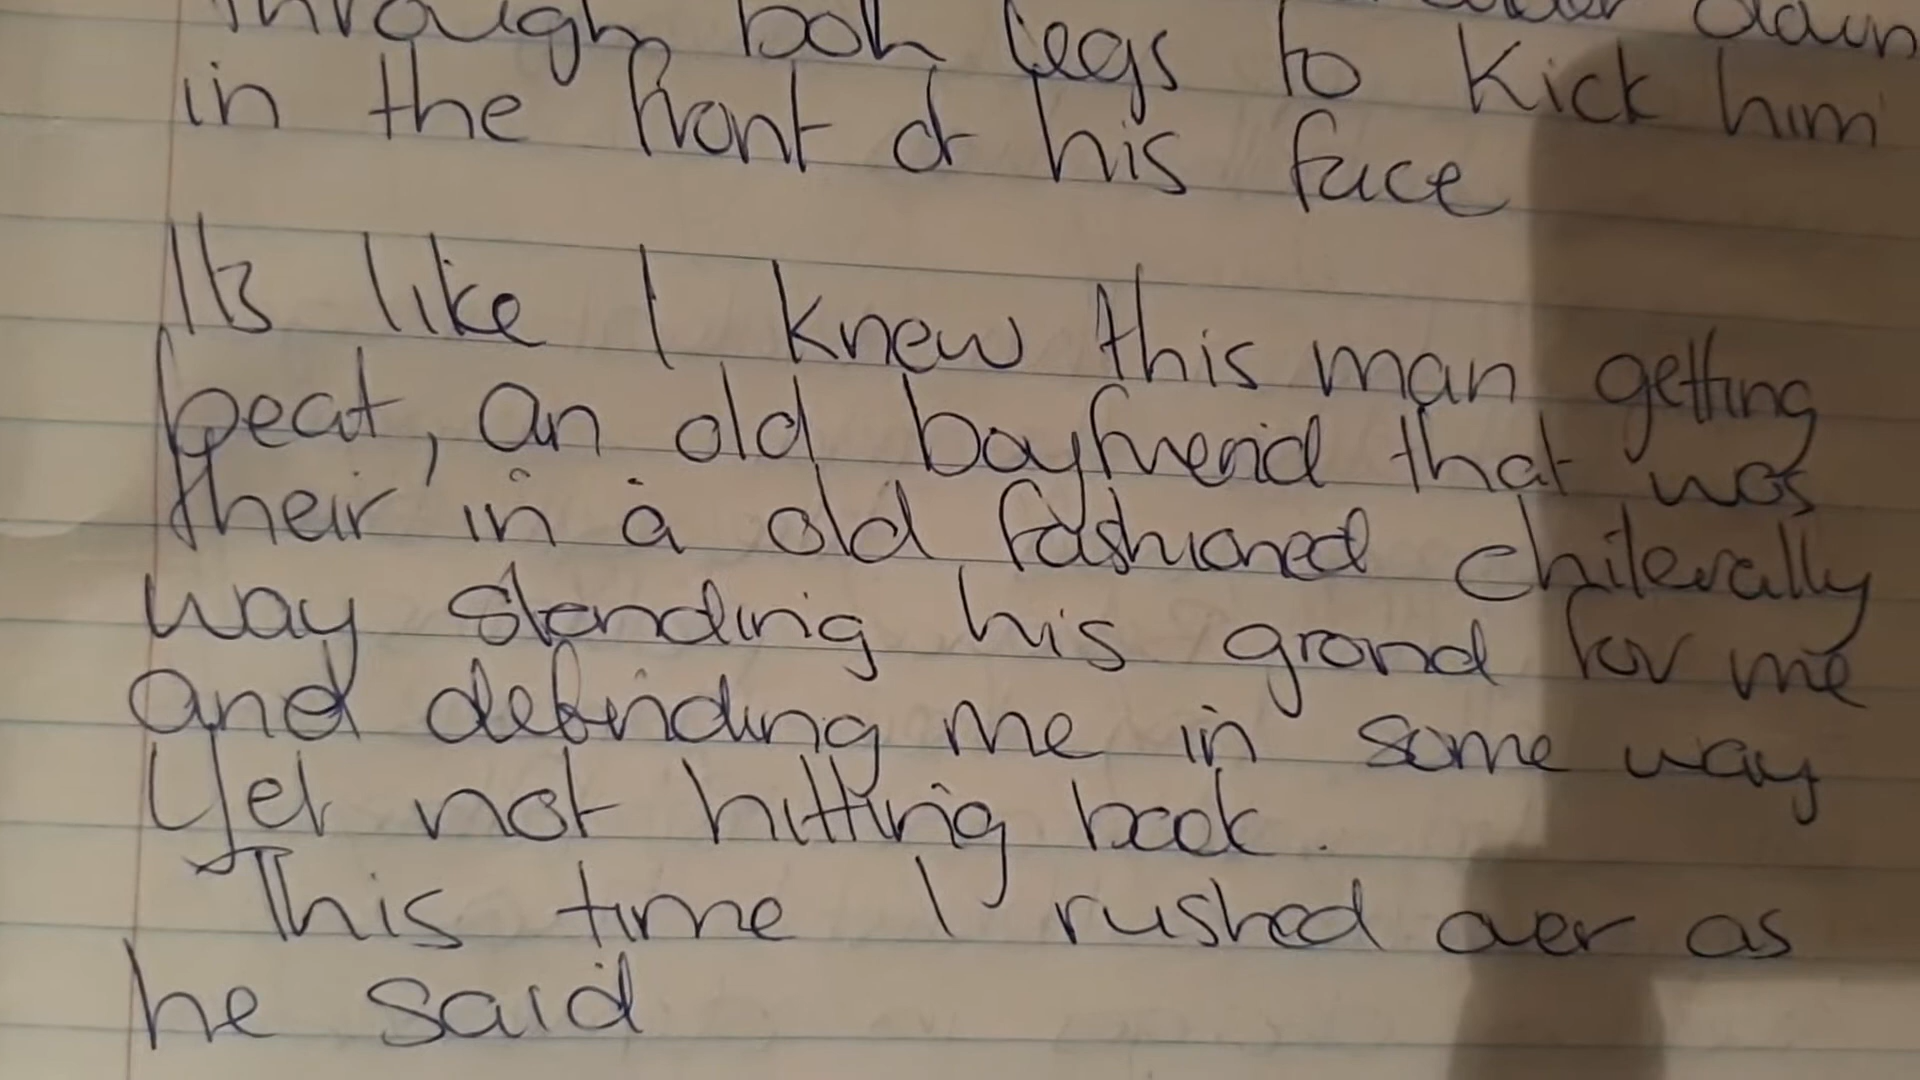 down
through both legs to kick him
in the front of his face
Its like I knew this man getting
beat, an old boyfriend that was
their in a old fashioned chilerally
way standing his grond for me
and defending me in some way
Yet not hitting back.
This time I rushed over as
he said